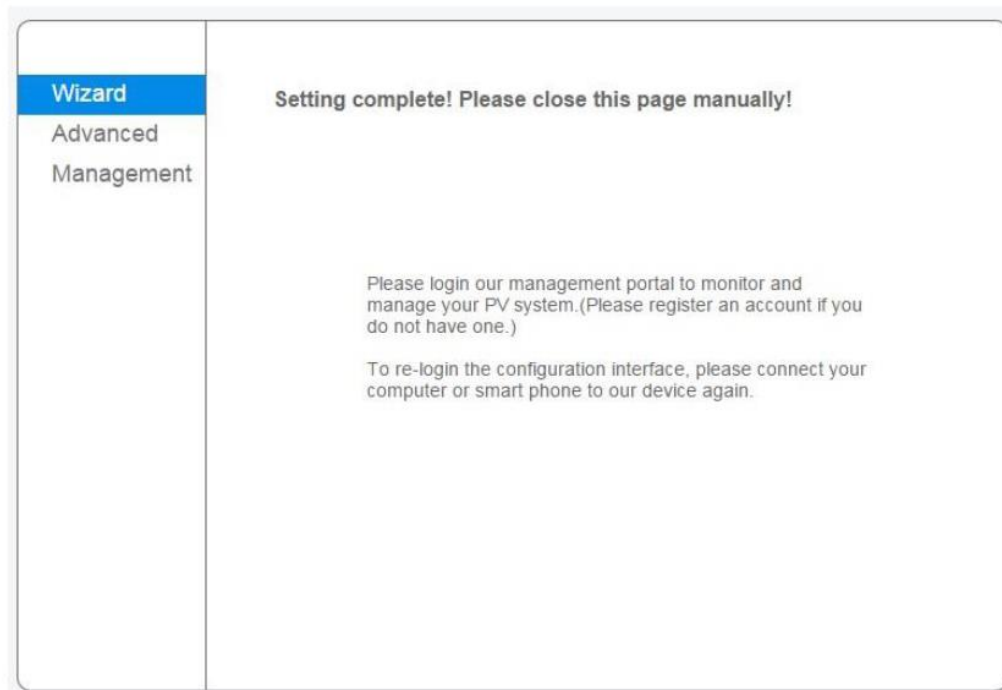 Wizard
Advanced
Management
Setting complete! Please close this page manually!
Please login our management portal to monitor and
manage your PV system.(Please register an account if you
do not have one.)
To re-login the configuration interface, please connect your
computer or smart phone to our device again.